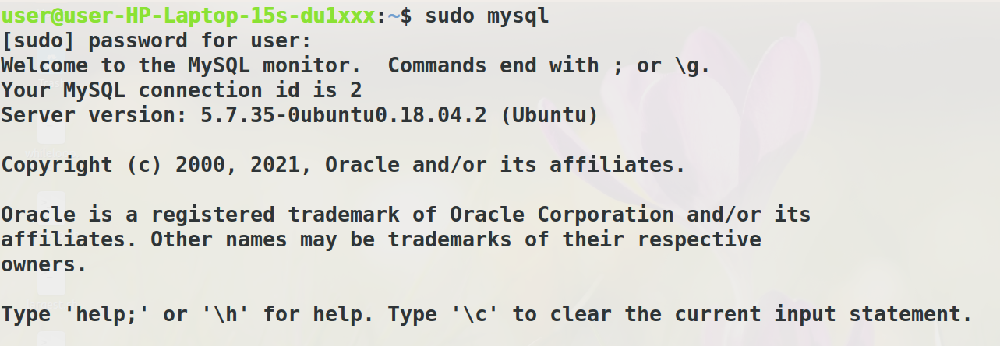 user@user-HP-Laptop-15s-du1xxx:~$ sudo mysql
[sudo] password for user:
Welcome to the MySQL monitor.  Commands end with ; or \g.
Your MySQL connection id is 2
Server version: 5.7.35-0ubuntu0.18.04.2 (Ubuntu)
Copyright (c) 2000, 2021, Oracle and/or its affiliates.
Oracle is a registered trademark of Oracle Corporation and/or its
affiliates. Other names may be trademarks of their respective
owners.
Type 'help;' or '\h' for help. Type '\c' to clear the current input statement.